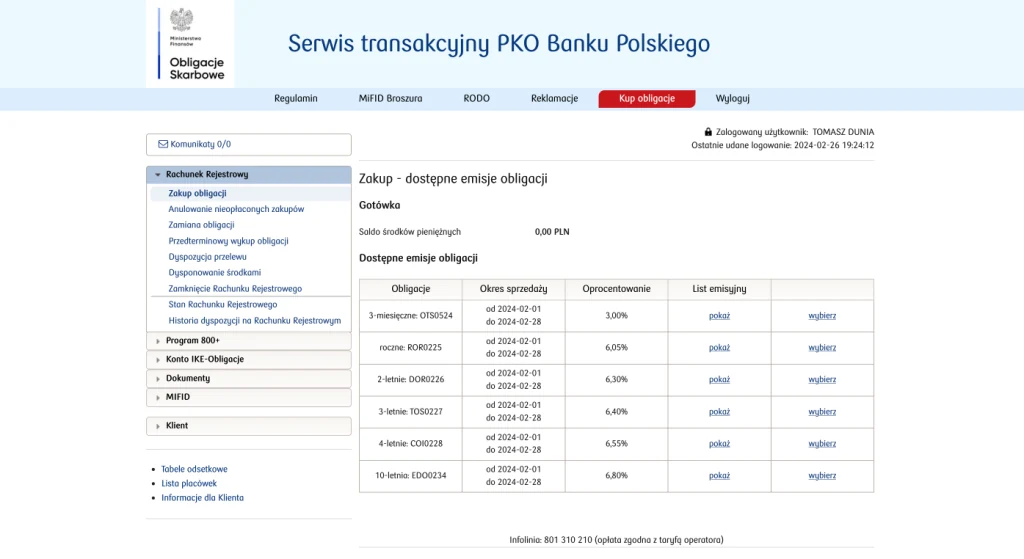 Ministerstwo
Finansów
Obligacje
Skarbowe
Serwis transakcyjny PKO Banku Polskiego
Regulamin MiFID Broszura RODO Reklamacje Kup obligacje Wyloguj
Komunikaty 0/0
Zalogowany użytkownik: TOMASZ DUNIA
Ostatnie udane logowanie: 2024-02-26 19:24:12
Rachunek Rejestrowy
Zakup obligacji
Anulowanie nieopłaconych zakupów
Zamiana obligacji
Przedterminowy wykup obligacji
Dyspozycja przelewu
Dysponowanie środkami
Zamknięcie Rachunku Rejestrowego
Stan Rachunku Rejestrowego
Historia dyspozycji na Rachunku Rejestrowym
Program 800+
Konto IKE-Obligacje
Dokumenty
MIFID
Klient
Tabele odsetkowe
Lista placówek
Informacje dla Klienta
Zakup - dostępne emisje obligacji
Gotówka
Saldo środków pieniężnych 0,00 PLN
Dostępne emisje obligacji
Obligacje Okres sprzedaży Oprocentowanie List emisyjny
3-miesięczne: OTS0524 od 2024-02-01 do 2024-02-28 3,00% pokaż wybierz
roczne: ROR0225 od 2024-02-01 do 2024-02-28 6,05% pokaż wybierz
2-letnie: DOR0226 od 2024-02-01 do 2024-02-28 6,30% pokaż wybierz
3-letnie: TOS0227 od 2024-02-01 do 2024-02-28 6,40% pokaż wybierz
4-letnie: COI0228 od 2024-02-01 do 2024-02-28 6,55% pokaż wybierz
10-letnia: EDO0234 od 2024-02-01 do 2024-02-28 6,80% pokaż wybierz
Infolinia: 801 310 210 (opłata zgodna z taryfą operatora)